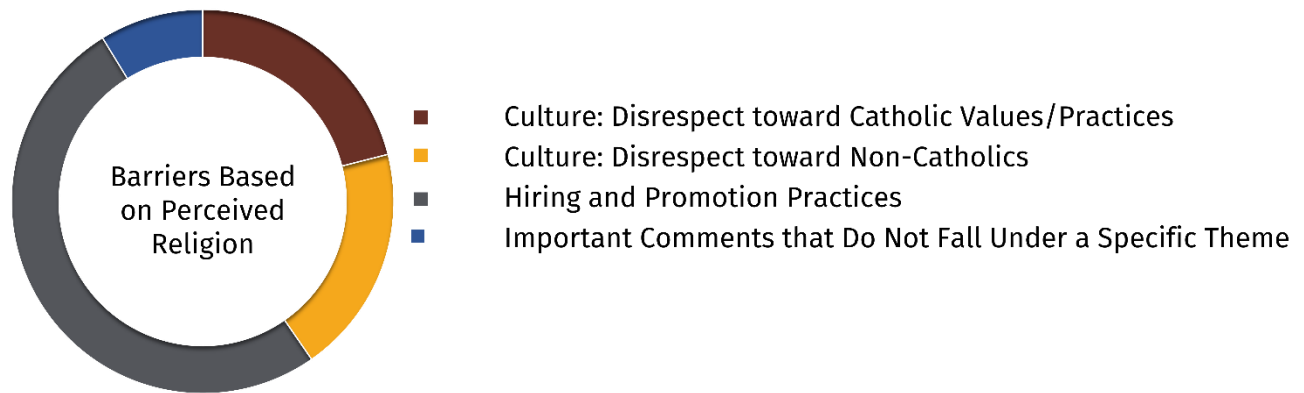 Barriers Based
on Perceived
Religion
Culture: Disrespect toward Catholic Values/Practices
Culture: Disrespect toward Non-Catholics
Hiring and Promotion Practices
Important Comments that Do Not Fall Under a Specific Theme